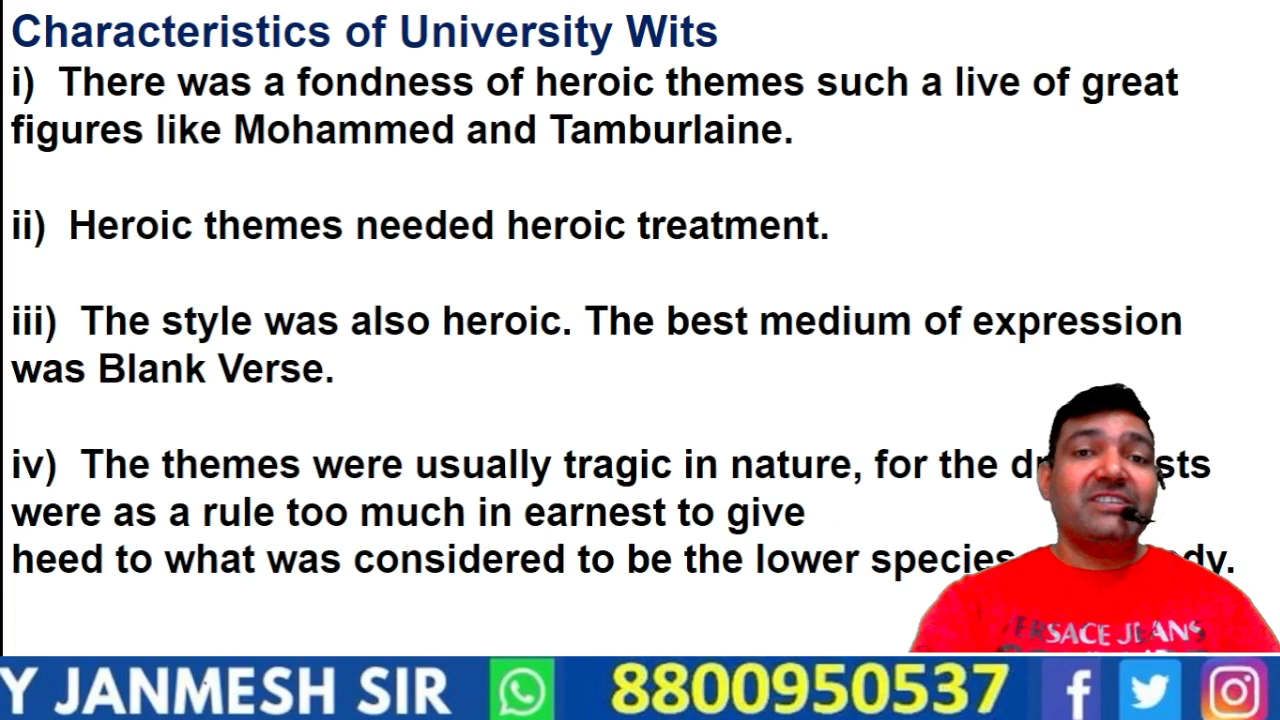 Characteristics of University Wits
i) There was a fondness of heroic themes such a live of great
figures like Mohammed and Tamburlaine.
ii) Heroic themes needed heroic treatment.
iii) The style was also heroic. The best medium of expression
was Blank Verse.
iv) The themes were usually tragic in nature, for the
were as a rule too much in earnest to give
heed to what was considered to be the lower species
SACE JEANS
Y JANMESH SIR 8800950537